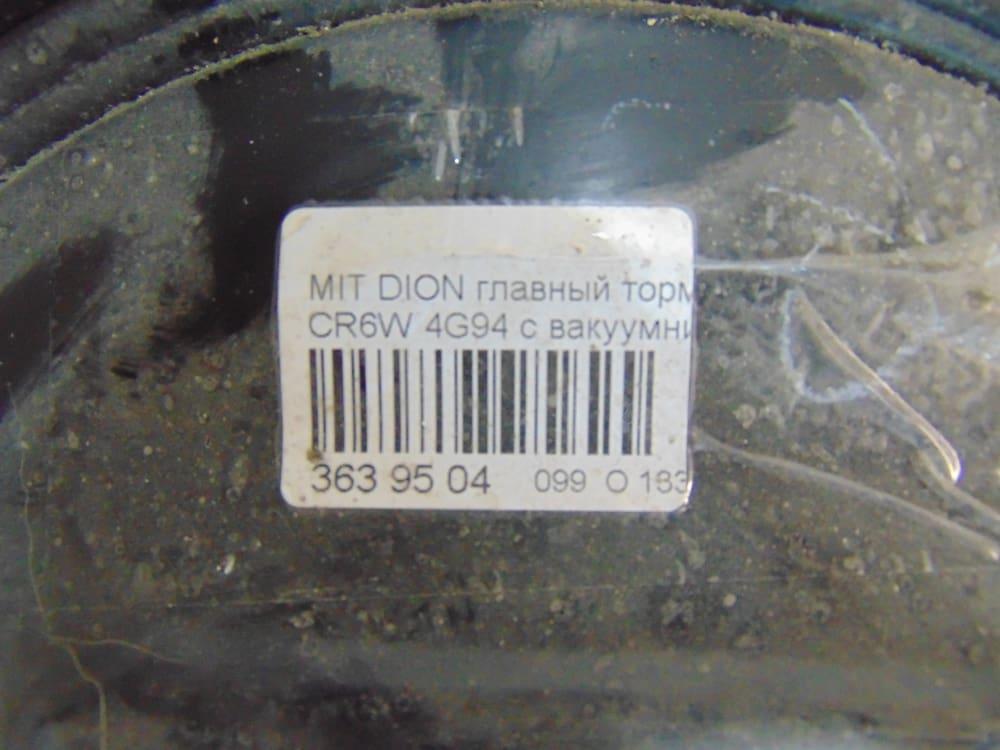 MIT DION главный торм
CR6W 4G94 с вакуумни
363 95 04 099 O 183